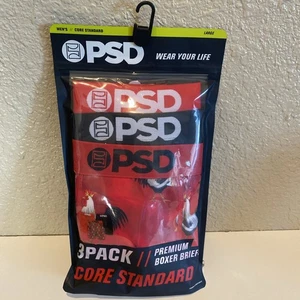 MEN'S CORE STANDARD LARGE
PSD WEAR YOUR LIFE
PSD
PSD
PSD
3PACK // PREMIUM
BOXER BRIEF
CORE STANDARD